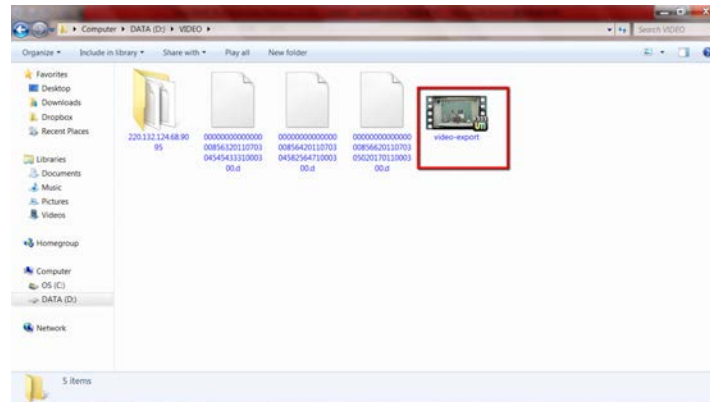 Computer ▸ DATA (D:) ▸ VIDEO ▸
Search VIDEO
Organize ▾ Include in library ▾ Share with ▾ Play all New folder
Favorites
Desktop
Downloads
Dropbox
Recent Places
Libraries
Documents
Music
Pictures
Videos
Homegroup
Computer
OS (C:)
DATA (D:)
Network
220.132.124.68.90
95
00000000000000
00856320110703
04545433310003
00.d
00000000000000
00856420110703
04582564710003
00.d
00000000000000
00856620110703
05020170110003
00.d
video-export
5 items